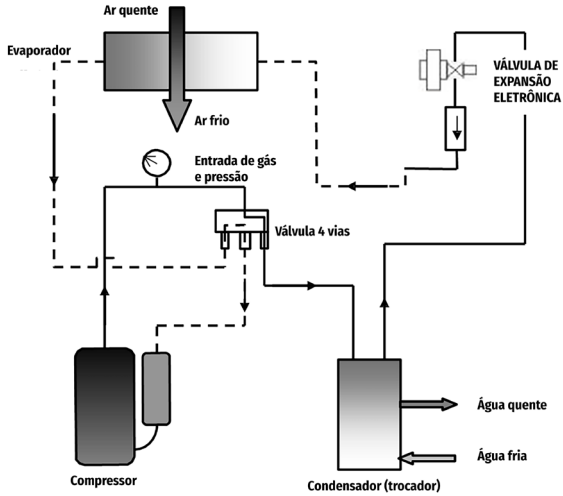 Ar quente
Evaporador
VÁLVULA DE
EXPANSÃO
ELETRÔNICA
Ar frio
Entrada de gás
e pressão
Válvula 4 vias
Água quente
Água fria
Compressor
Condensador (trocador)